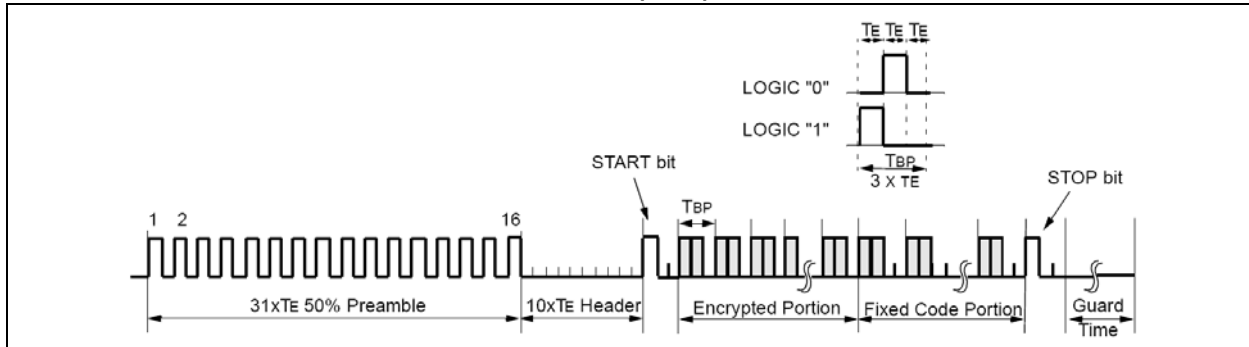 TE TE TE
LOGIC "0"
LOGIC "1"
TBP
3 x TE
START bit
STOP bit
1 2 16
TBP
31xTE 50% Preamble
10xTE Header
Encrypted Portion
Fixed Code Portion
Guard
Time